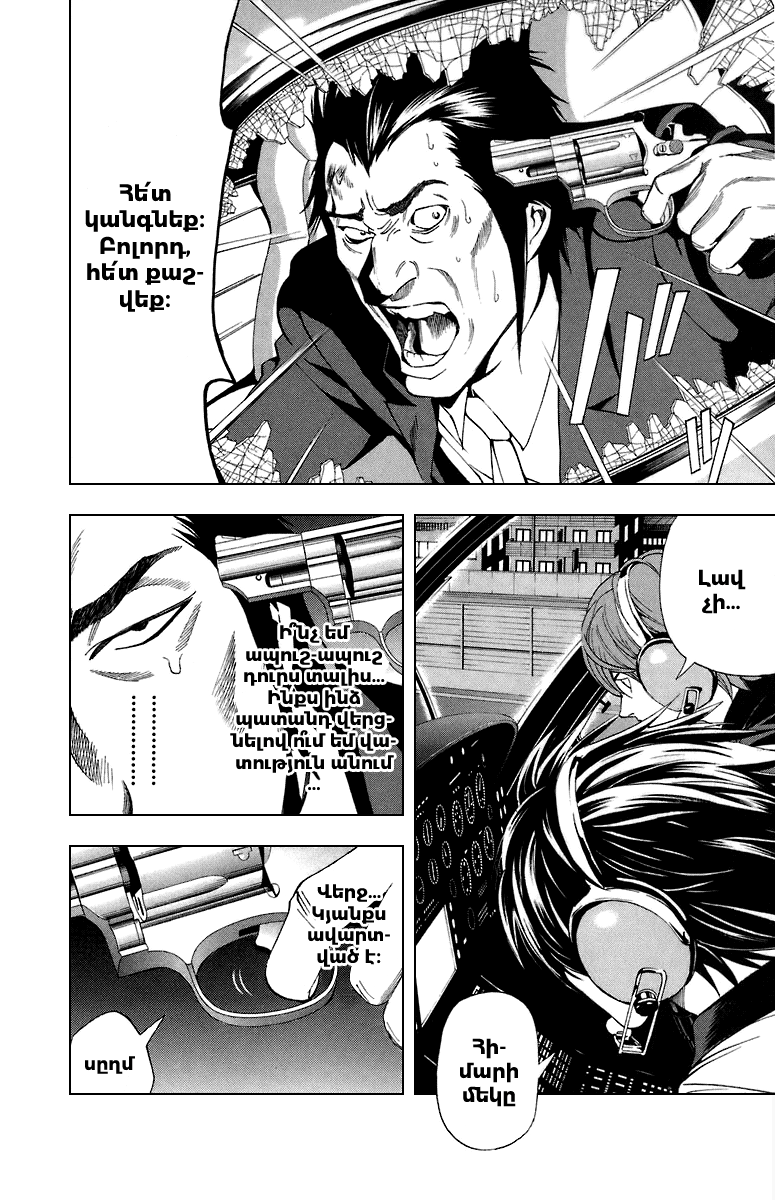 Հե՛տ
կանգնեք։
Բոլորդ,
հե՛տ քաշ-
վեք։
Լավ
չի...
Հի-
մարի
մեկը
Ի՞նչ եմ
ապուշ-ապուշ
դուրս տալիս...
Ինքս ինձ
պատանդ վերց-
նելով ո՞ւմ եմ վա-
տություն անում
...
Վերջ...
Կյանքս
ավարտ-
ված է։
սըղմ